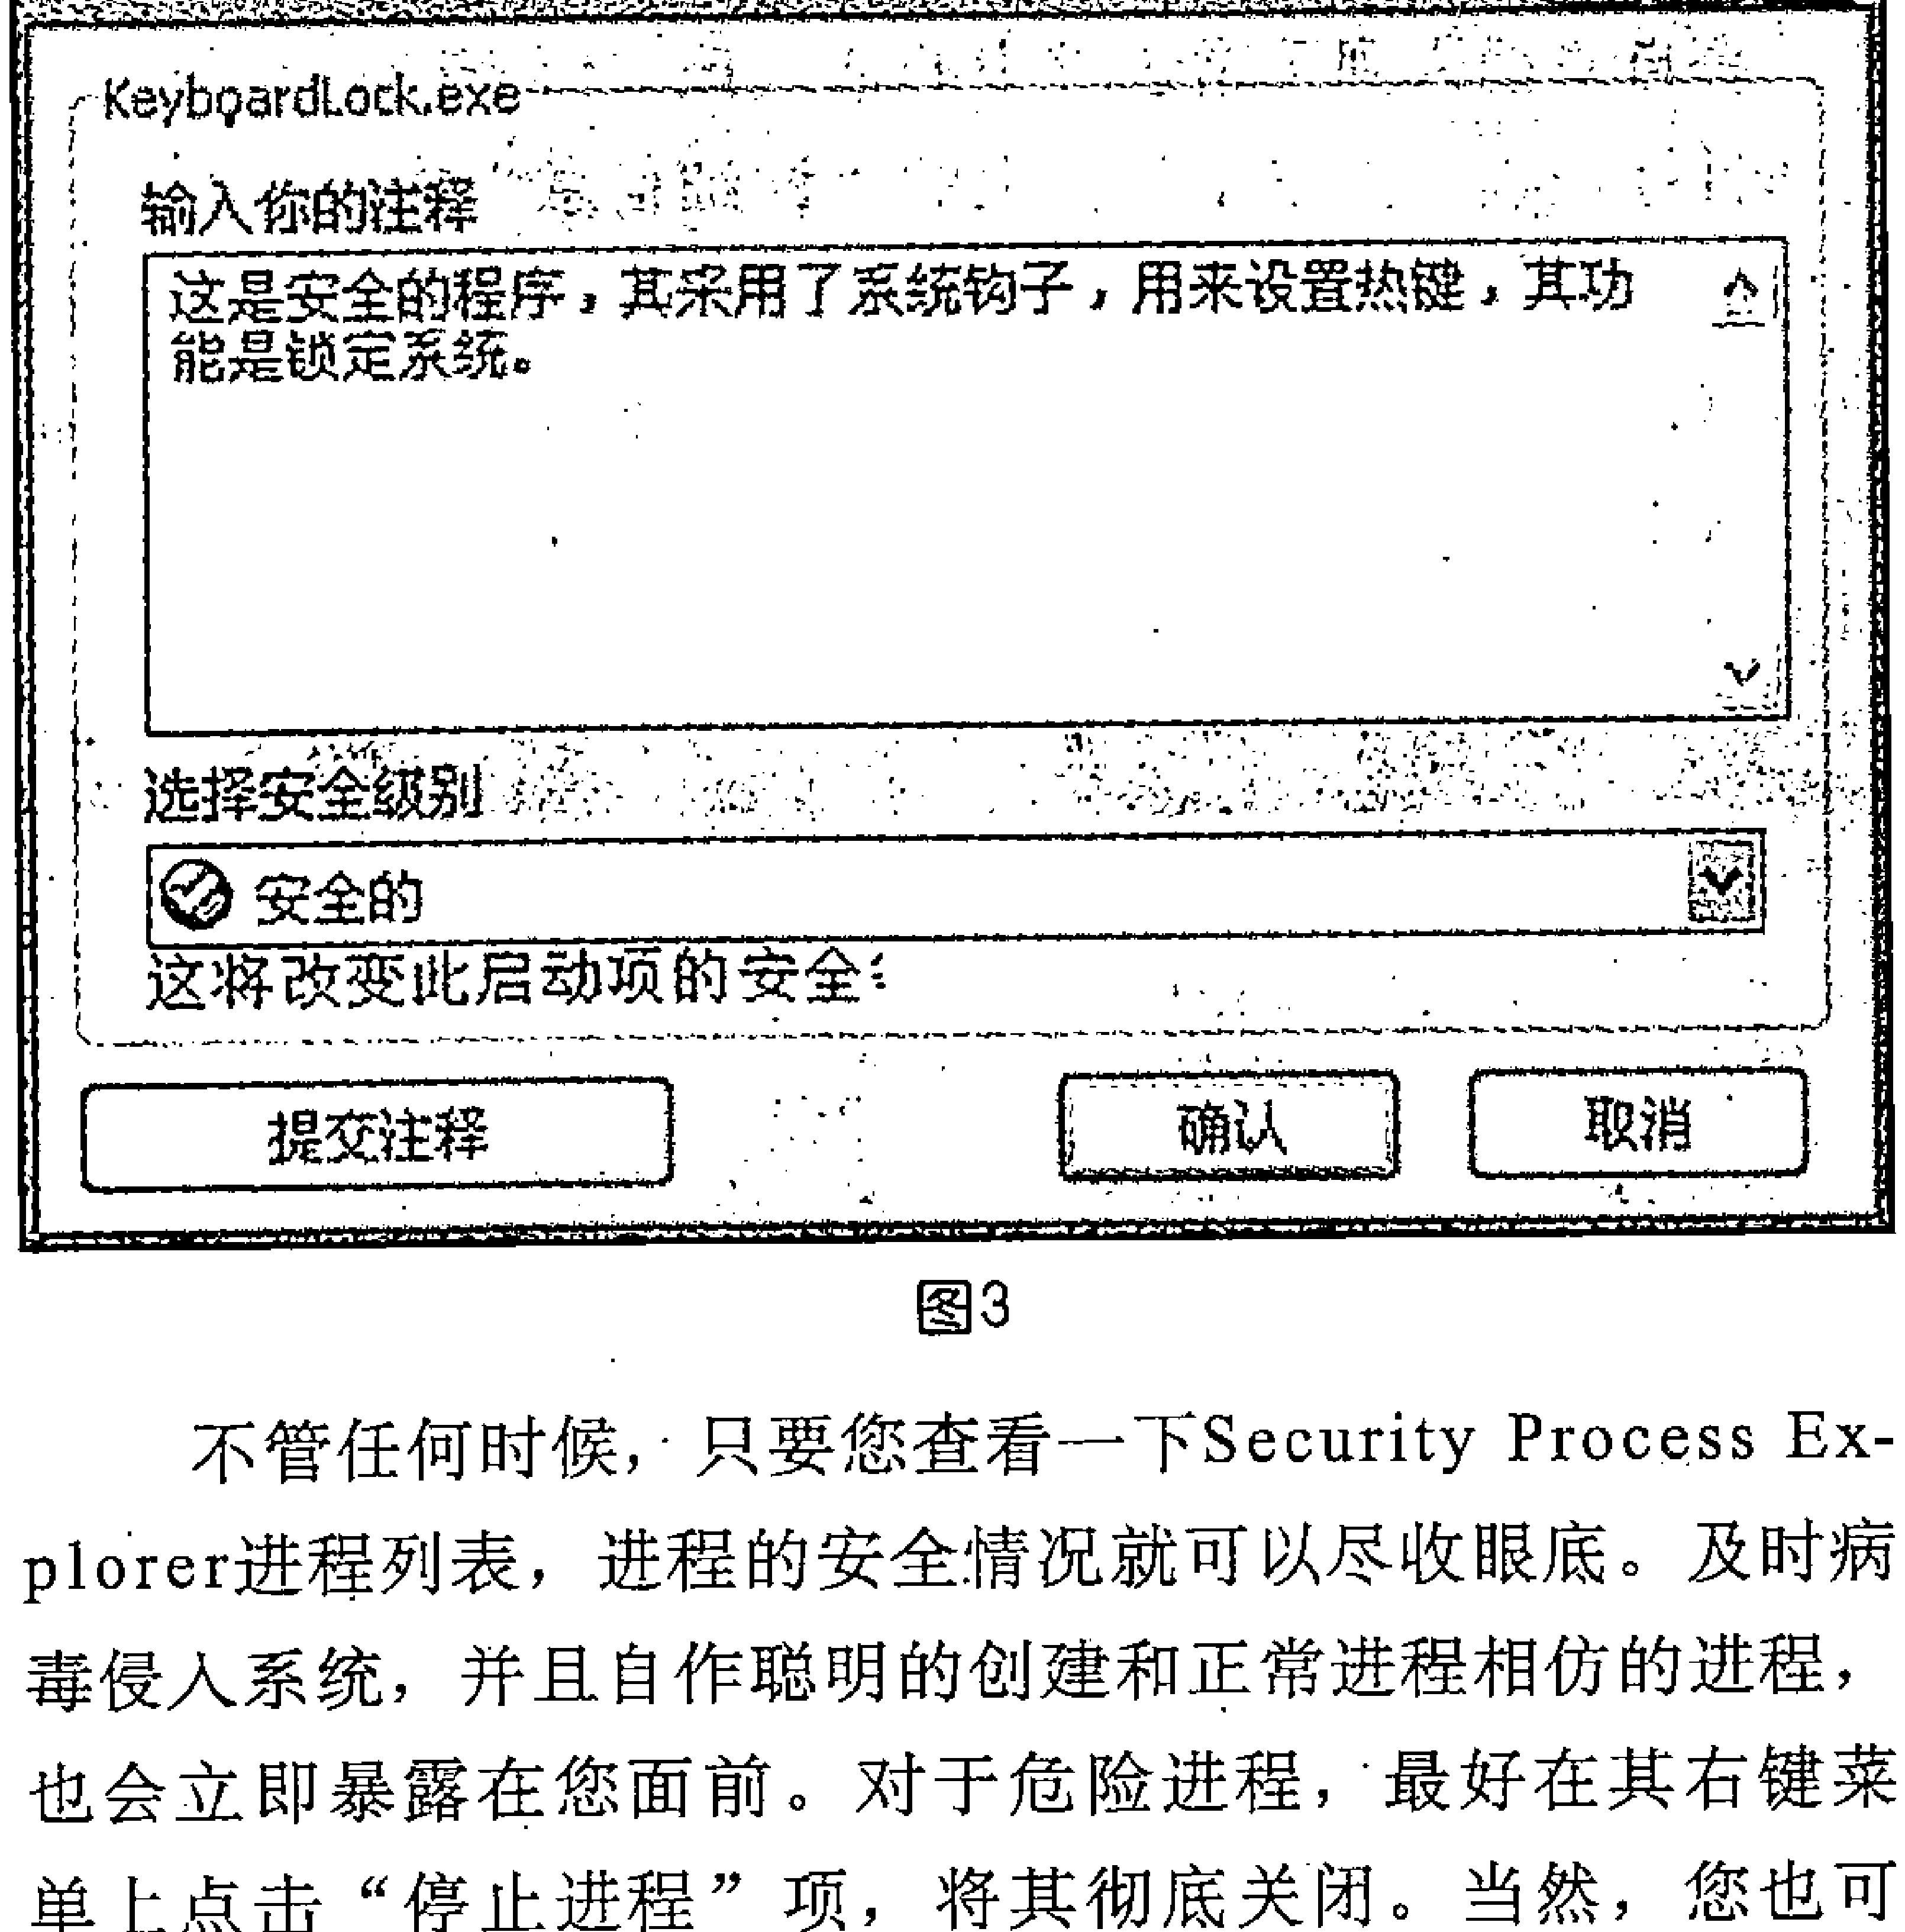 KeyboardLock.exe
输入你的注释
这是安全的程序，其采用了系统钩子，用来设置热键，其功
能是锁定系统。
选择安全级别
安全的
这将改变此启动项的安全
提交注释
确认
取消
图3
不管任何时候，只要您查看一下Security Process Ex-
plorer进程列表，进程的安全情况就可以尽收眼底。及时病
毒侵入系统，并且自作聪明的创建和正常进程相仿的进程，
也会立即暴露在您面前。对于危险进程，最好在其右键菜
单上点击“停止进程”项，将其彻底关闭。当然，您也可